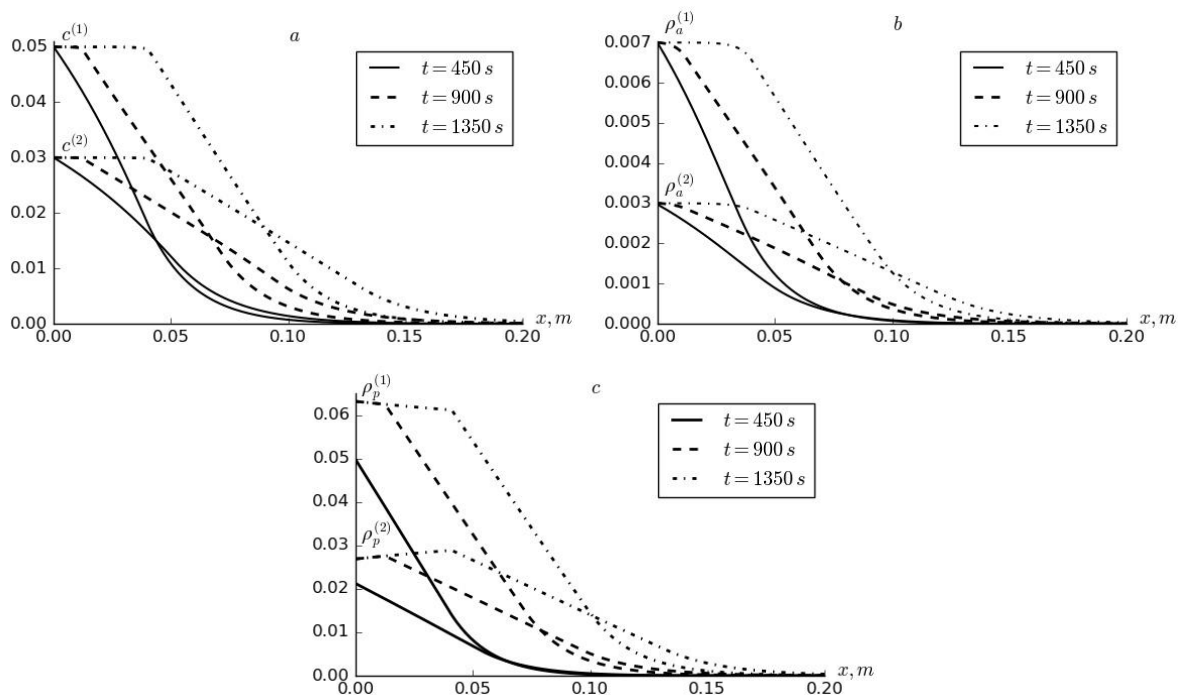 a
c^{(1)}
0.05
0.04
0.03
c^{(2)}
0.02
0.01
0.00
0.00 0.05 0.10 0.15 0.20
x, m
t = 450 s
t = 900 s
t = 1350 s
b
ρ_a^{(1)}
0.007
0.006
0.005
0.004
0.003
ρ_a^{(2)}
0.002
0.001
0.000
0.00 0.05 0.10 0.15 0.20
x, m
t = 450 s
t = 900 s
t = 1350 s
c
ρ_p^{(1)}
0.06
0.05
0.04
ρ_p^{(2)}
0.03
0.02
0.01
0.00
0.00 0.05 0.10 0.15 0.20
x, m
t = 450 s
t = 900 s
t = 1350 s